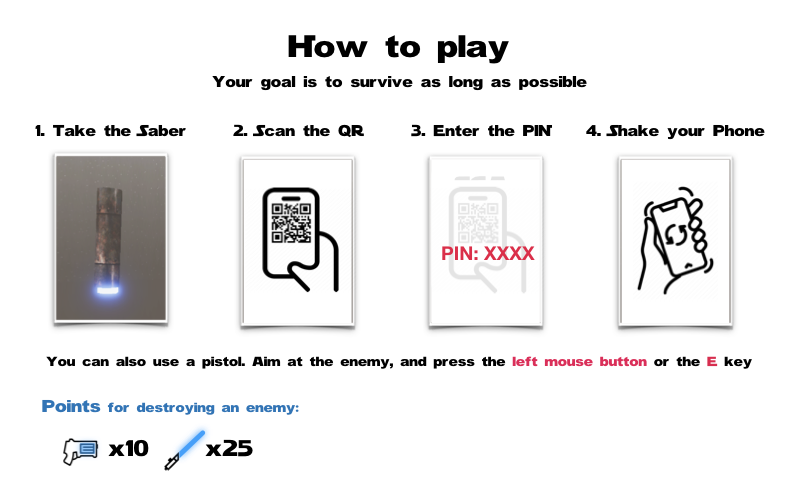 How to play
Your goal is to survive as long as possible
1. Take the Saber
2. Scan the QR
3. Enter the PIN
4. Shake your Phone
PIN: XXXX
You can also use a pistol. Aim at the enemy, and press the left mouse button or the E key
Points for destroying an enemy:
x10 x25